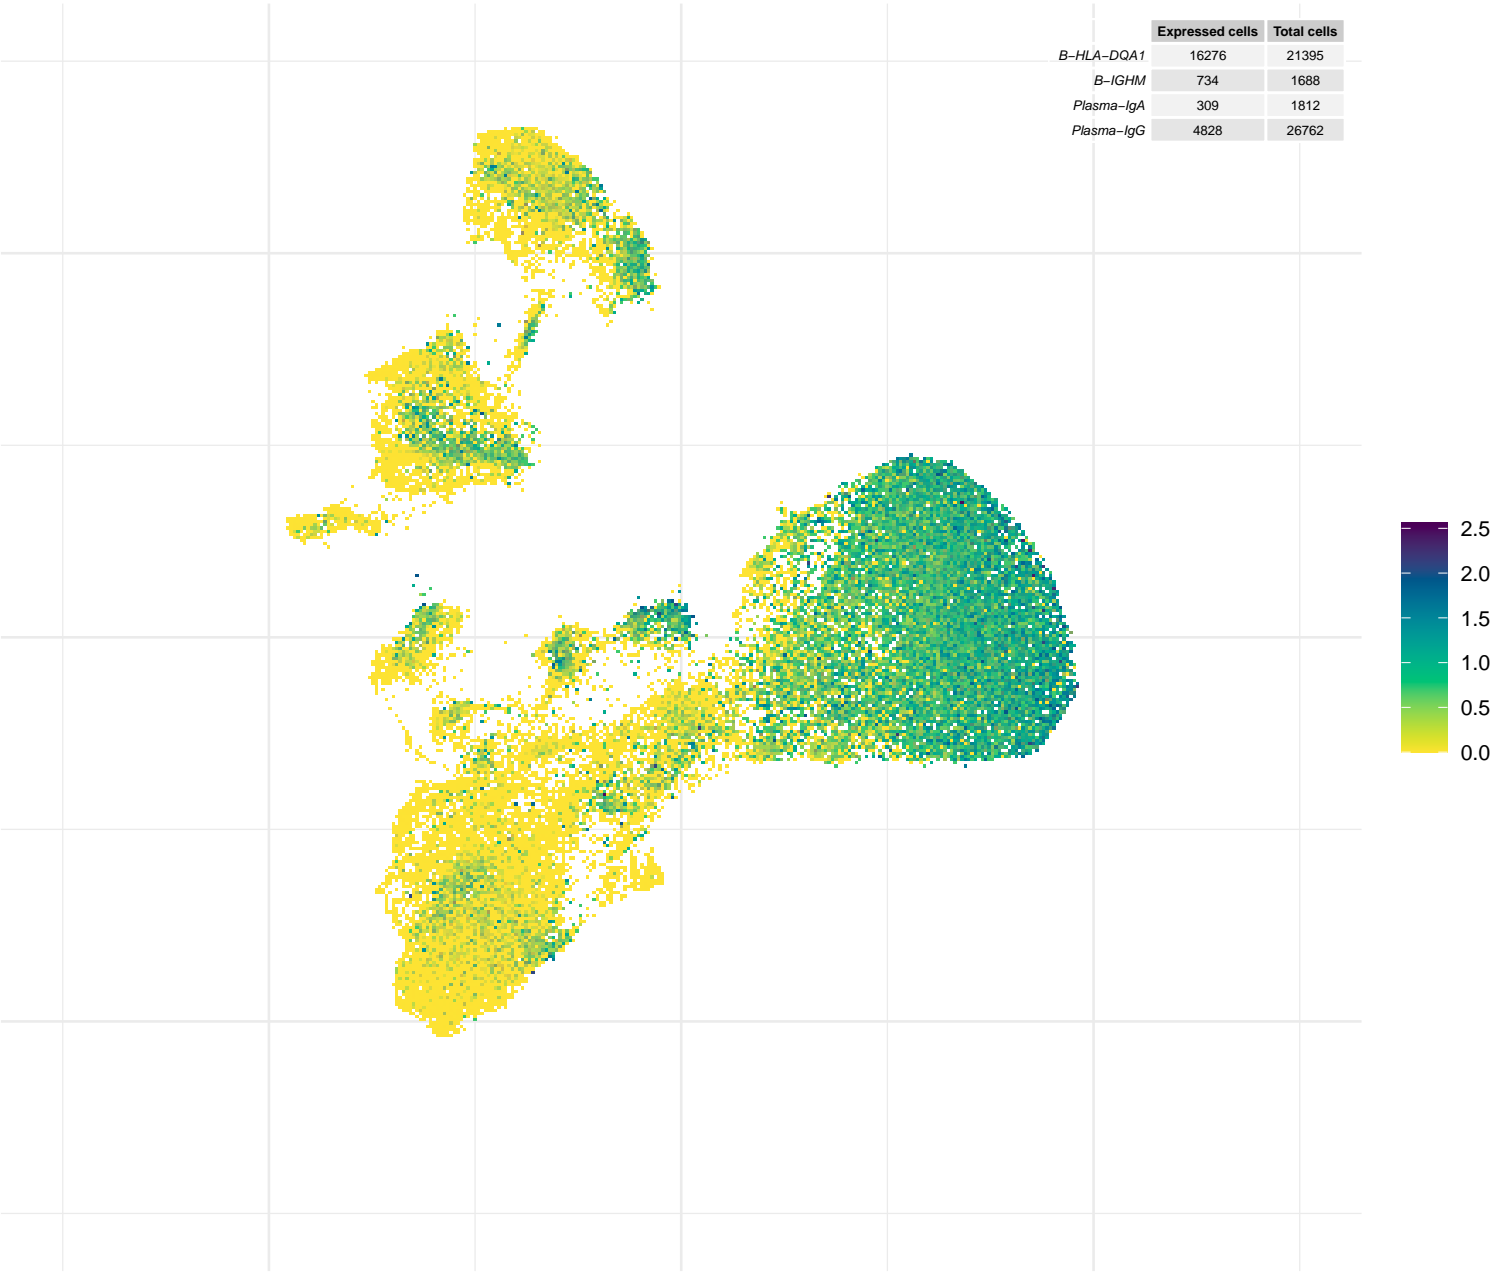 Expressed cells Total cells
B−HLA−DQA1 16276 21395
B−IGHM 734 1688
Plasma−IgA 309 1812
Plasma−IgG 4828 26762
2.5
2.0
1.5
1.0
0.5
0.0